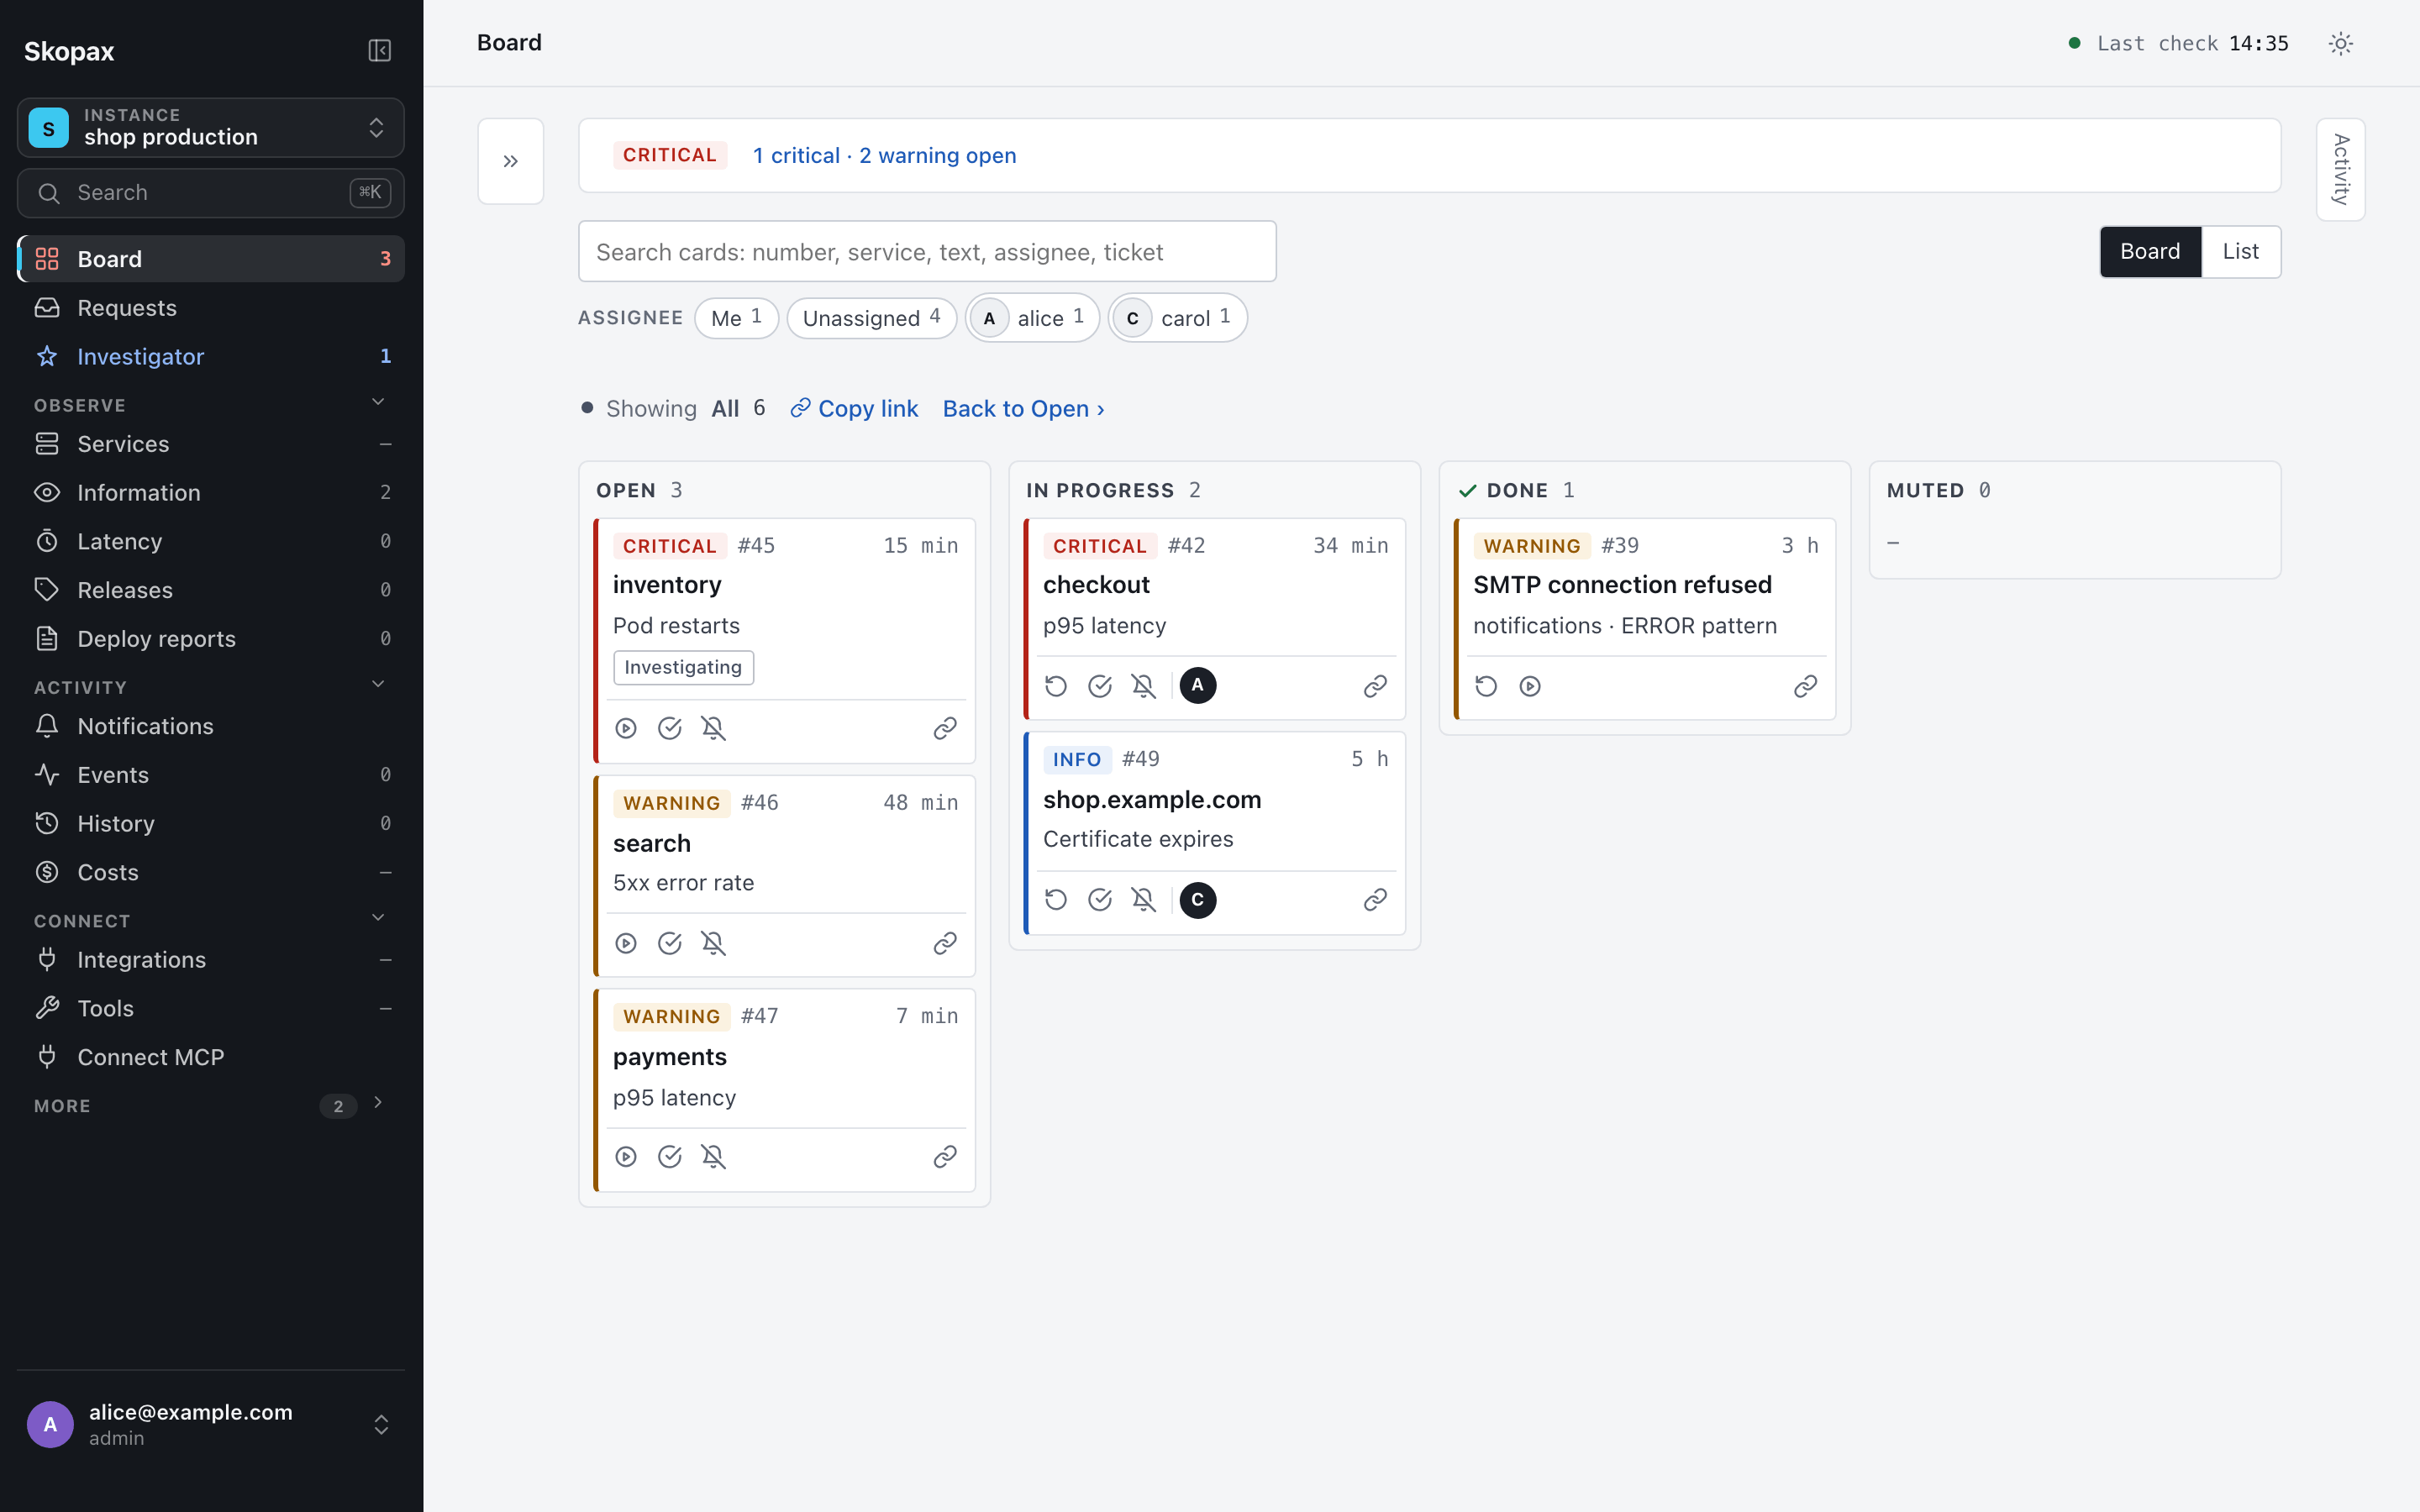 Skopax
S
INSTANCE
shop production
Search ⌘K
Board 3
Requests
Investigator 1
OBSERVE
Services –
Information 2
Latency 0
Releases 0
Deploy reports 0
ACTIVITY
Notifications
Events 0
History 0
Costs –
CONNECT
Integrations –
Tools –
Connect MCP
MORE 2
A
alice@example.com
admin
Board
Last check 14:35
»
CRITICAL 1 critical · 2 warning open
Activity
Search cards: number, service, text, assignee, ticket
Board List
ASSIGNEE Me 1 Unassigned 4 A alice 1 C carol 1
Showing All 6 Copy link Back to Open ›
OPEN 3
CRITICAL #45 15 min
inventory
Pod restarts
Investigating
WARNING #46 48 min
search
5xx error rate
WARNING #47 7 min
payments
p95 latency
IN PROGRESS 2
CRITICAL #42 34 min
checkout
p95 latency
A
INFO #49 5 h
shop.example.com
Certificate expires
C
DONE 1
WARNING #39 3 h
SMTP connection refused
notifications · ERROR pattern
MUTED 0
–